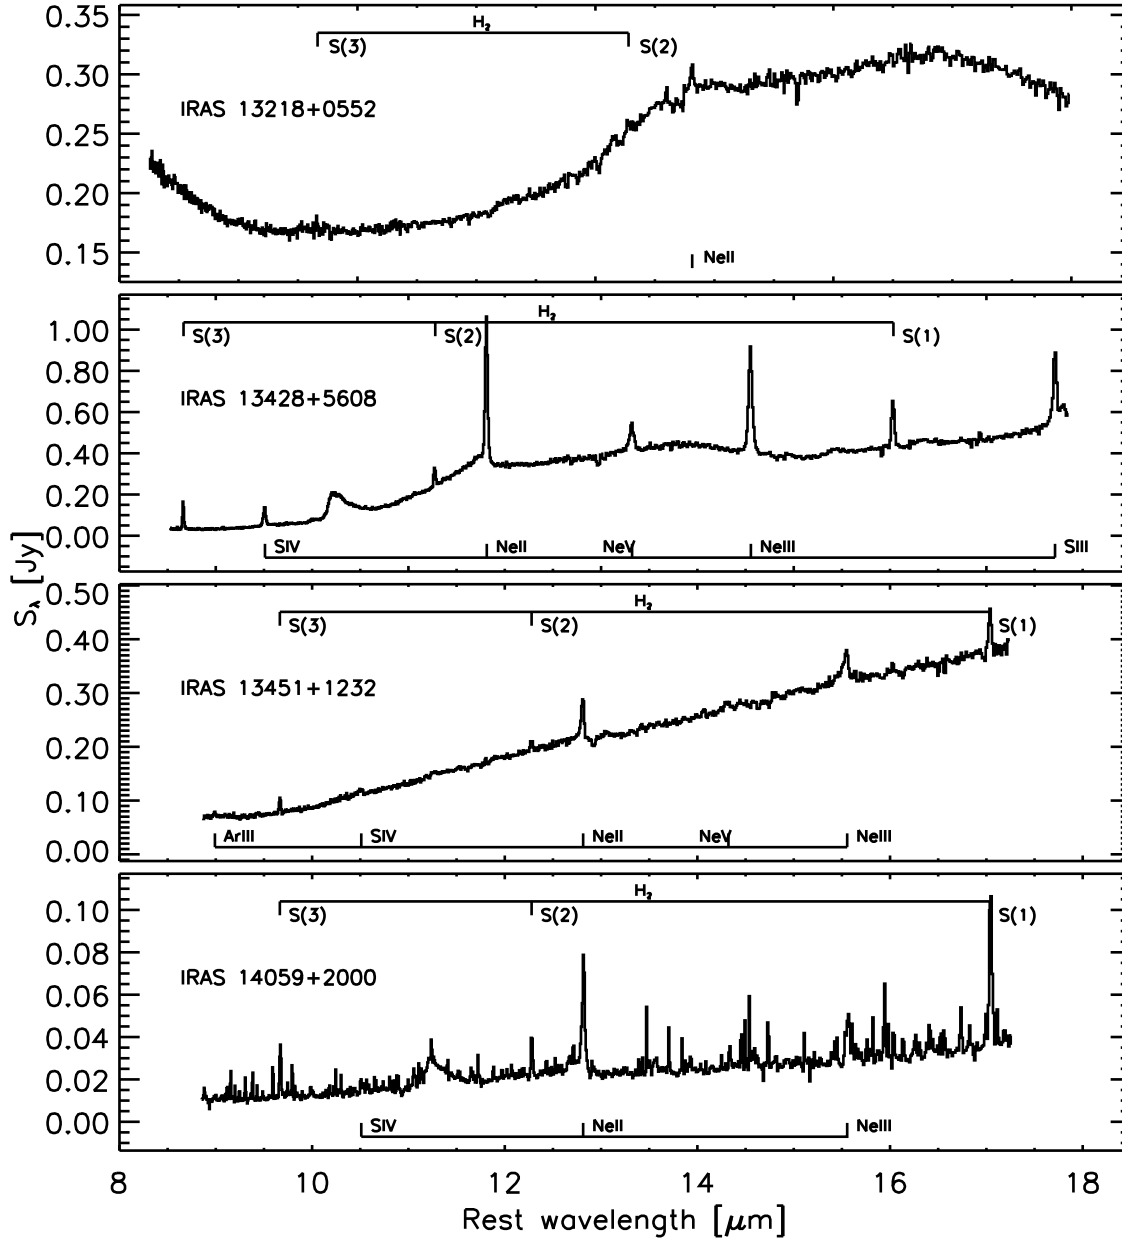 0.35
H₂
S(3)
S(2)
0.30
IRAS 13218+0552
0.25
0.20
0.15
NeII
H₂
1.00
S(3)
S(2)
S(1)
0.80
IRAS 13428+5608
0.60
0.40
0.20
0.00
SIV
NeII
NeV
NeIII
SIII
Sλ [Jy]
0.50
H₂
S(3)
S(2)
S(1)
0.40
IRAS 13451+1232
0.30
0.20
0.10
ArIII
SIV
NeII
NeV
NeIII
0.00
H₂
0.10
S(3)
S(2)
S(1)
0.08
IRAS 14059+2000
0.06
0.04
0.02
0.00
SIV
NeII
NeIII
8 10 12 14 16 18
Rest wavelength [μm]